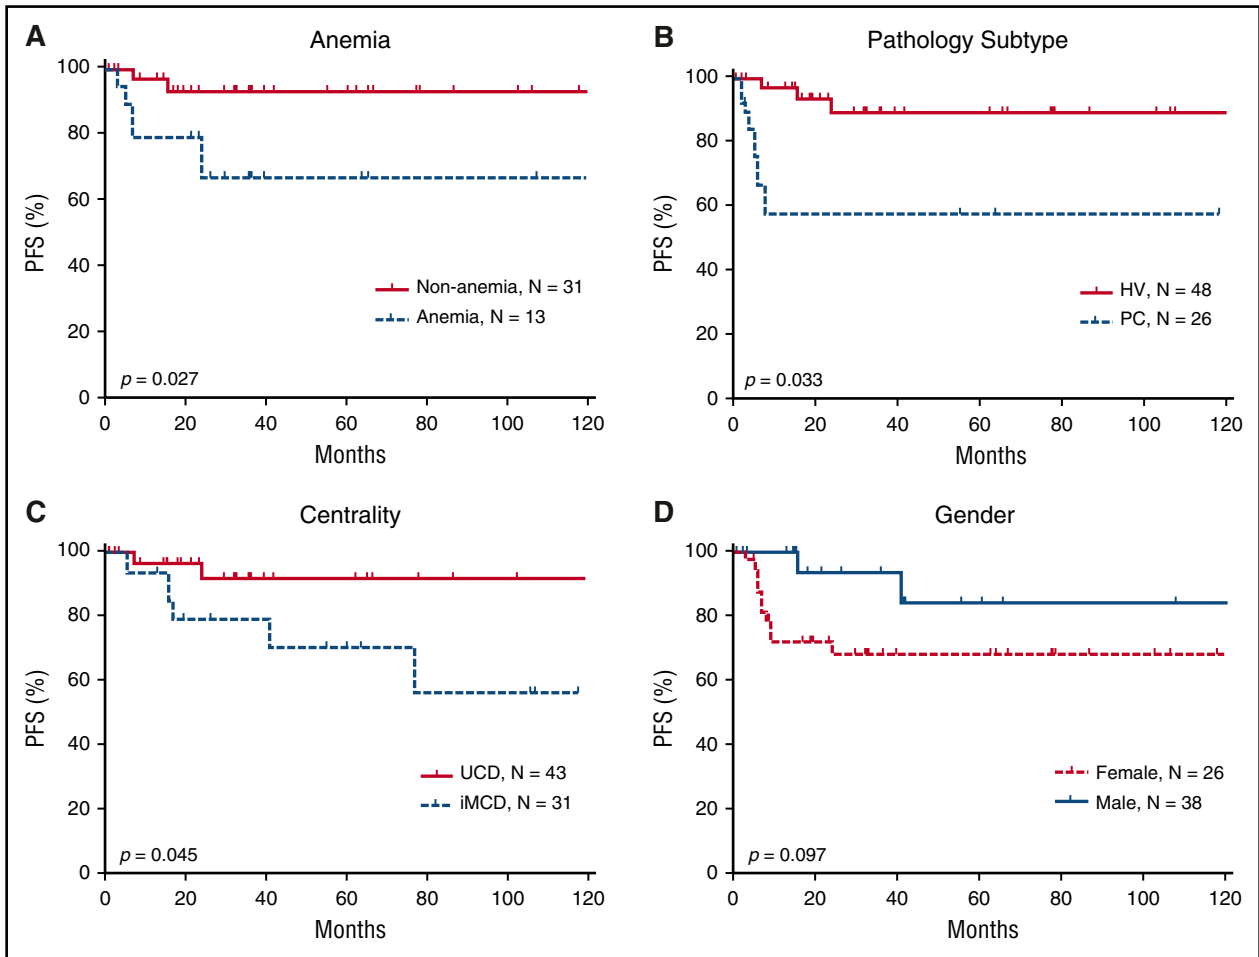 A
Anemia
100
80
60
40
20
0
PFS (%)
Non-anemia, N = 31
Anemia, N = 13
p = 0.027
0 20 40 60 80 100 120
Months
B
Pathology Subtype
100
80
60
40
20
0
PFS (%)
HV, N = 48
PC, N = 26
p = 0.033
0 20 40 60 80 100 120
Months
C
Centrality
100
80
60
40
20
0
PFS (%)
UCD, N = 43
iMCD, N = 31
p = 0.045
0 20 40 60 80 100 120
Months
D
Gender
100
80
60
40
20
0
PFS (%)
Female, N = 26
Male, N = 38
p = 0.097
0 20 40 60 80 100 120
Months